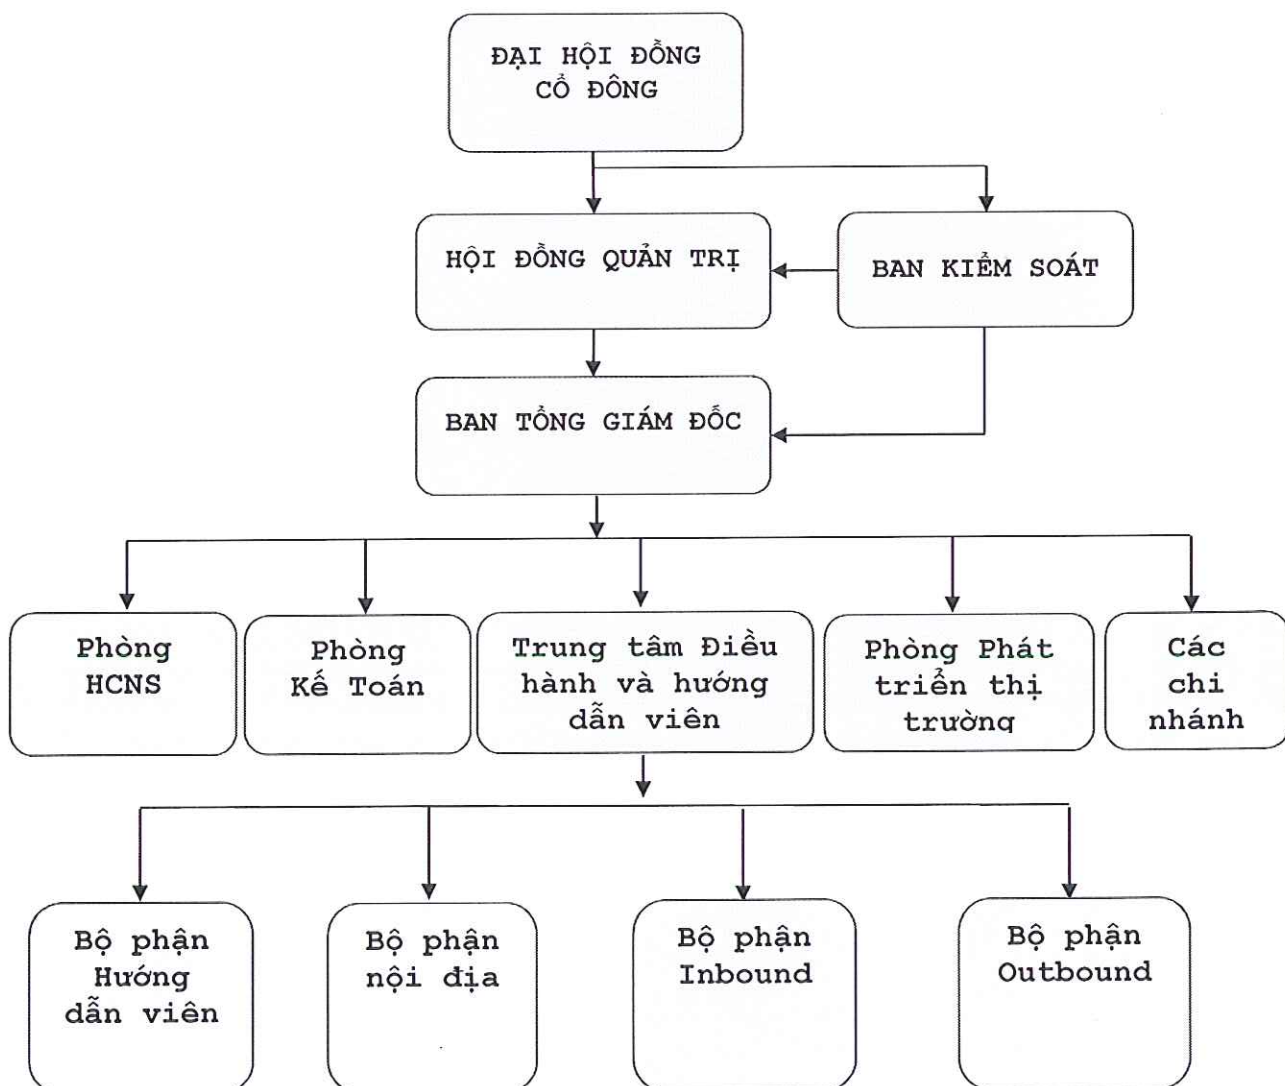 ĐẠI HỘI ĐỒNG
CỔ ĐÔNG
HỘI ĐỒNG QUẢN TRỊ
BAN KIỂM SOÁT
BAN TỔNG GIÁM ĐỐC
Phòng
HCNS
Phòng
Kế Toán
Trung tâm Điều
hành và hướng
dẫn viên
Phòng Phát
triển thị
trường
Các
chi
nhánh
Bộ phận
Hướng
dẫn viên
Bộ phận
nội địa
Bộ phận
Inbound
Bộ phận
Outbound